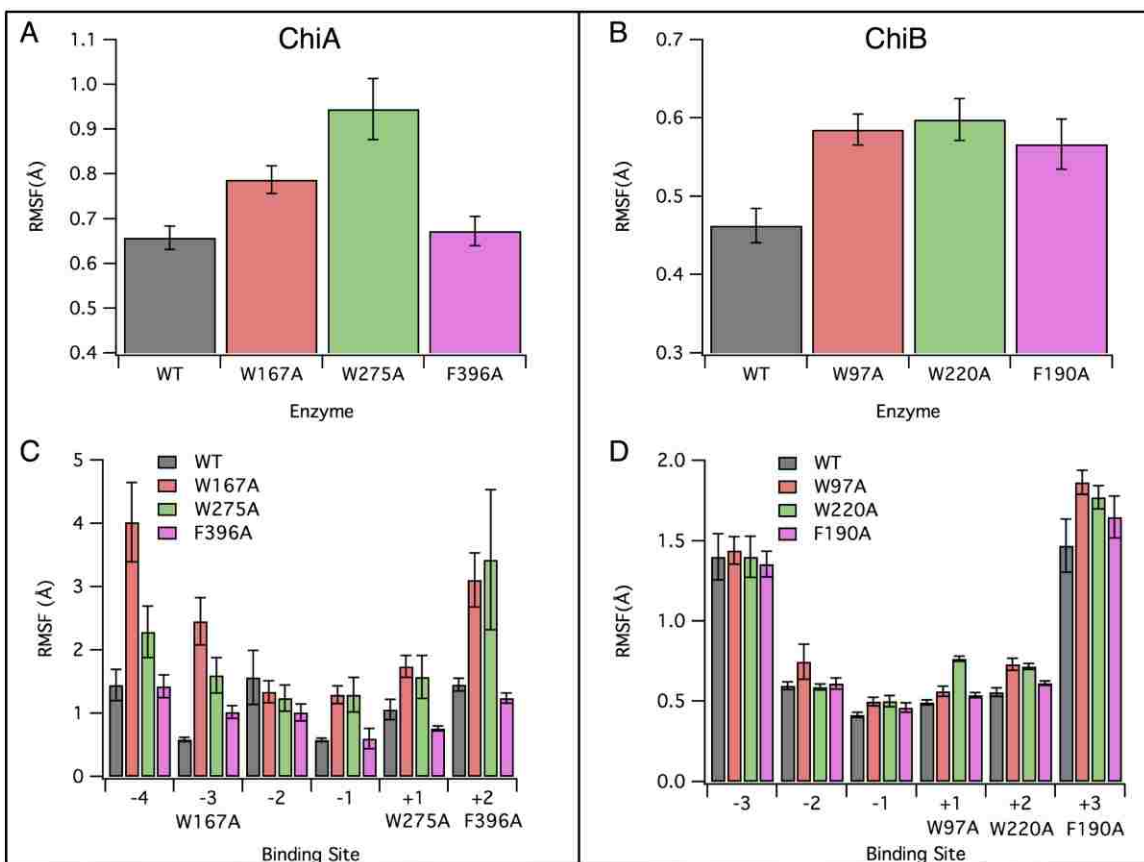 A
ChiA
1.1
1.0
0.9
0.8
0.7
0.6
0.5
0.4
RMSF(Å)
WT W167A W275A F396A
Enzyme
B
ChiB
0.7
0.6
0.5
0.4
0.3
RMSF(Å)
WT W97A W220A F190A
Enzyme
C
WT
W167A
W275A
F396A
5
4
3
2
1
0
RMSF (Å)
-4 -3 -2 -1 +1 +2
W167A W275A F396A
Binding Site
D
WT
W97A
W220A
F190A
2.0
1.5
1.0
0.5
0.0
RMSF(Å)
-3 -2 -1 +1 +2 +3
W97A W220A F190A
Binding Site